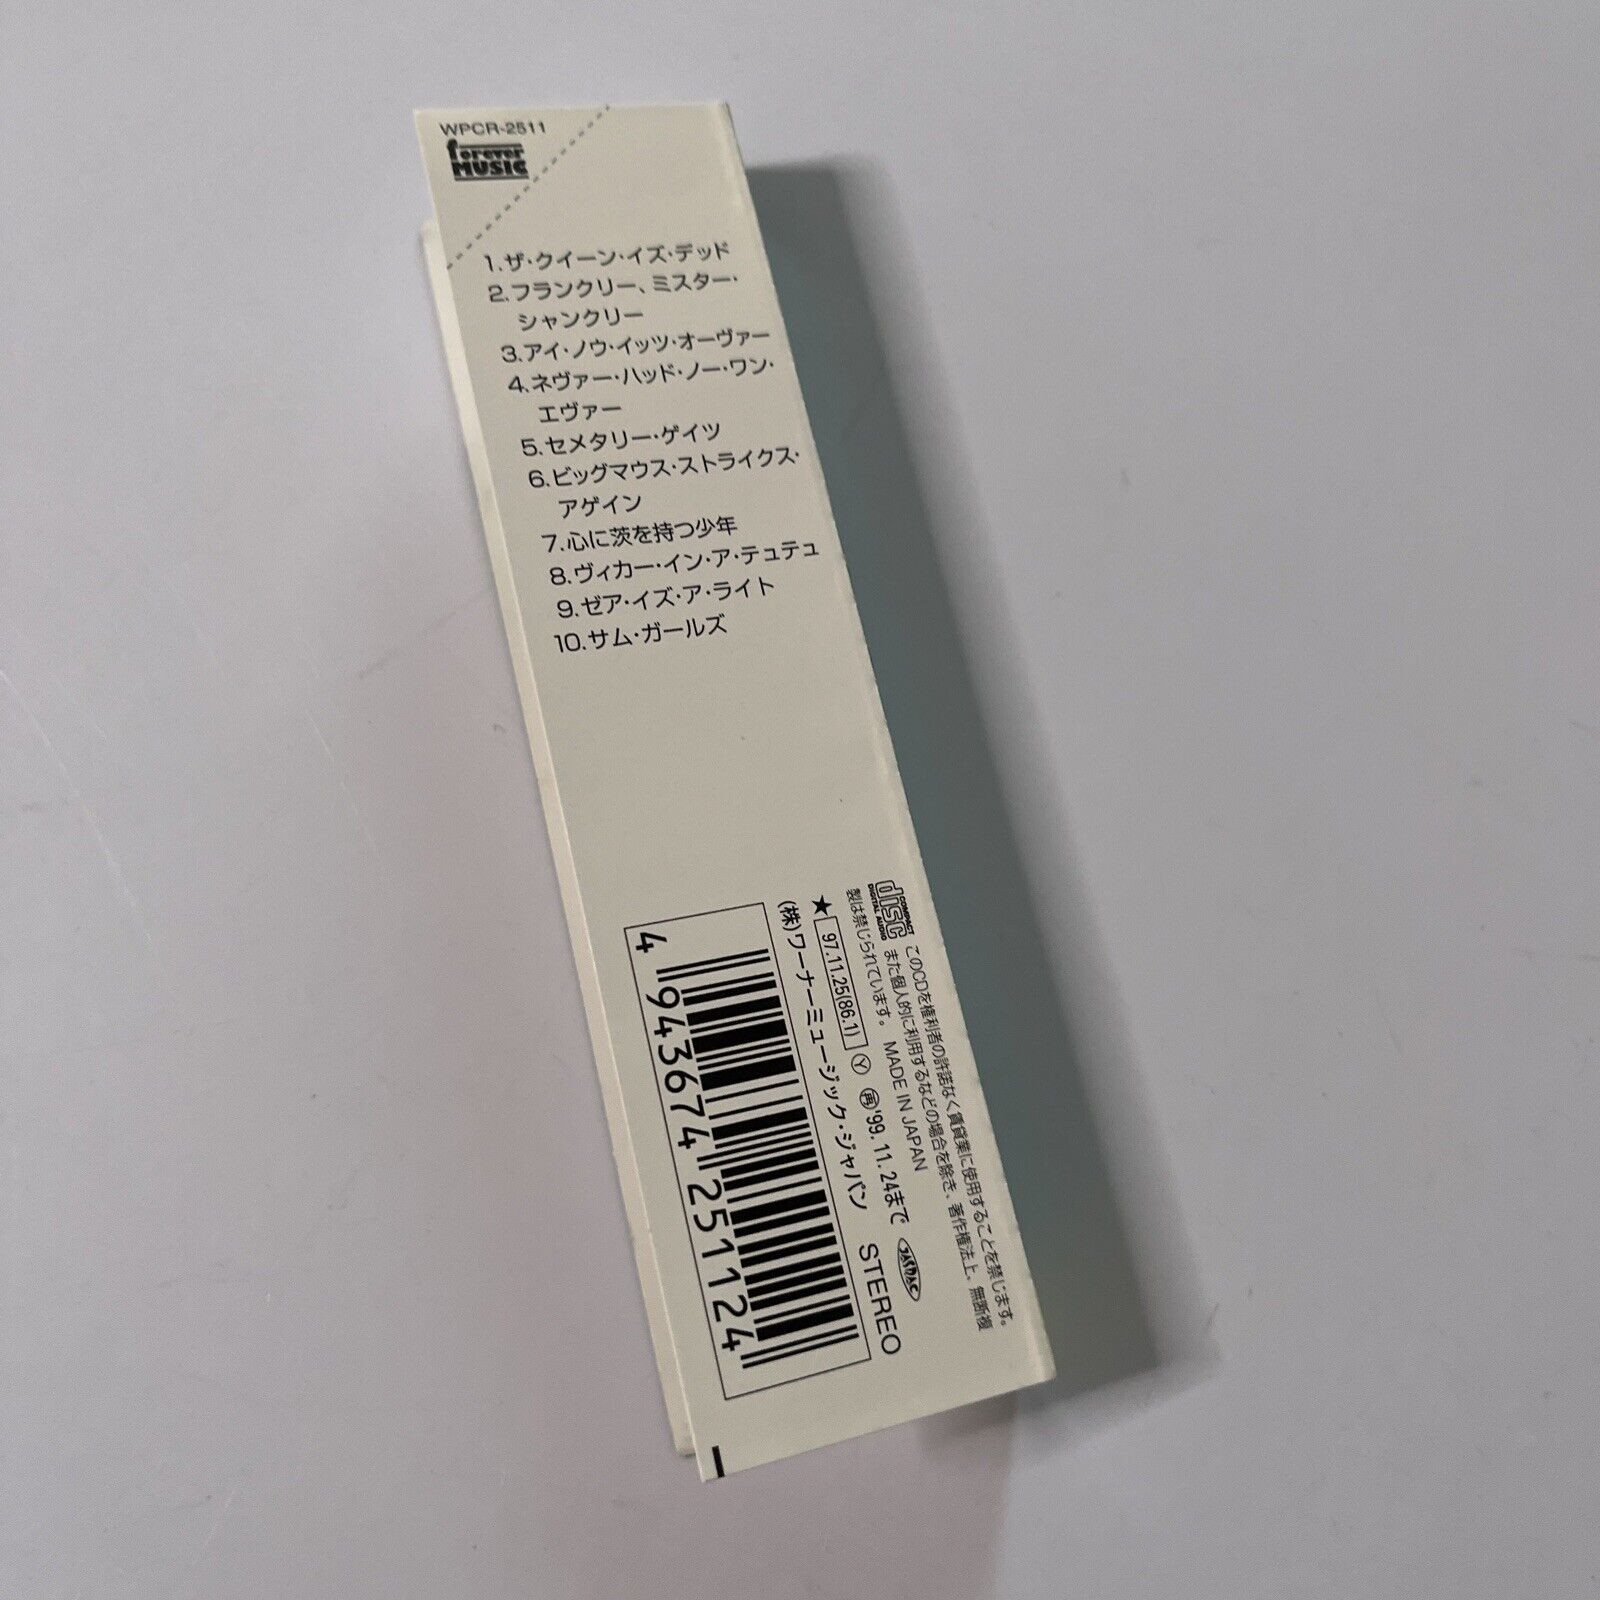 WPCR-2511
forever
MUSIC
1.ザ・クイーン・イズ・デッド
2.フランクリー、ミスター・
シャンクリー
3.アイ・ノウ・イッツ・オーヴァー
4.ネヴァー・ハッド・ノー・ワン・
エヴァー
5.セメタリー・ゲイツ
6.ビッグマウス・ストライクス・
アゲイン
7.心に茨を持つ少年
8.ヴィカー・イン・ア・テュテュ
9.ゼア・イズ・ア・ライト
10.サム・ガールズ
COMPACT
disc
DIGITAL AUDIO
このCDを権利者の許諾なく賃貸業に使用することを禁じます。
また個人的に利用するなどの場合を除き、著作権法上、無断複
製は禁じられています。 MADE IN JAPAN
★ 97.11.25(86.1) Ⓨ ㊢'99.11.24まで
JASRAC
(株)ワーナーミュージック・ジャパン STEREO
4 943674 251124